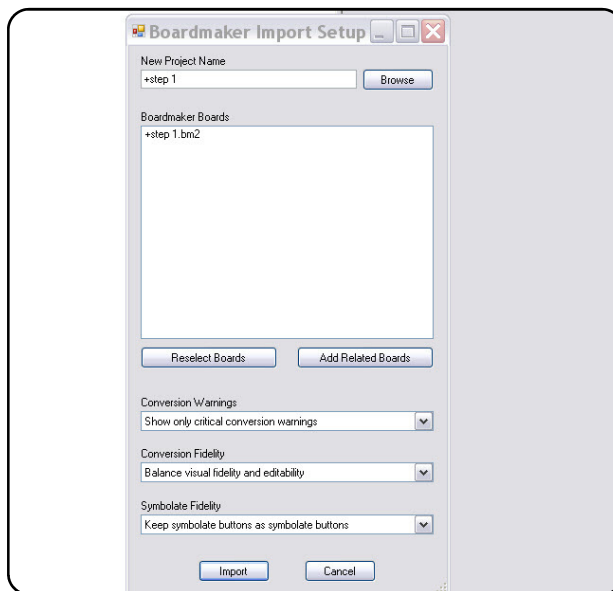 Boardmaker Import Setup
New Project Name
+step 1
Browse
Boardmaker Boards
+step 1.bm2
Reselect Boards
Add Related Boards
Conversion Warnings
Show only critical conversion warnings
Conversion Fidelity
Balance visual fidelity and editability
Symbolate Fidelity
Keep symbolate buttons as symbolate buttons
Import
Cancel